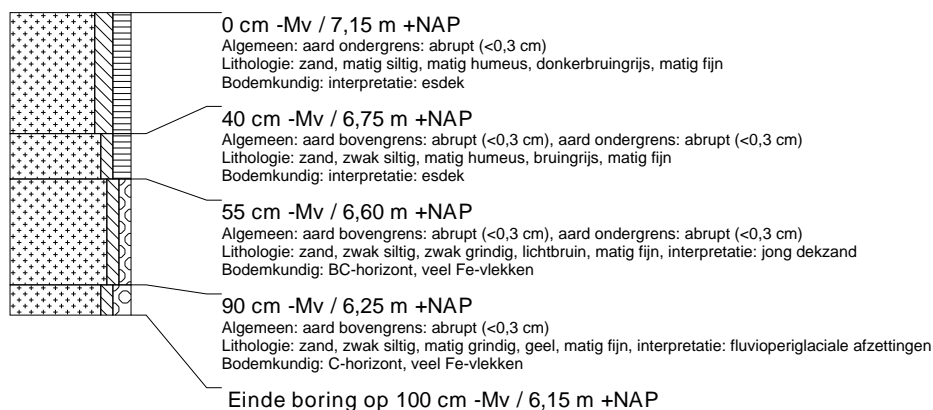 0 cm -Mv / 7,15 m +NAP
Algemeen: aard ondergrens: abrupt (<0,3 cm)
Lithologie: zand, matig siltig, matig humeus, donkerbruingrijs, matig fijn
Bodemkundig: interpretatie: esdek
40 cm -Mv / 6,75 m +NAP
Algemeen: aard bovengrens: abrupt (<0,3 cm), aard ondergrens: abrupt (<0,3 cm)
Lithologie: zand, zwak siltig, matig humeus, bruingrijs, matig fijn
Bodemkundig: interpretatie: esdek
55 cm -Mv / 6,60 m +NAP
Algemeen: aard bovengrens: abrupt (<0,3 cm), aard ondergrens: abrupt (<0,3 cm)
Lithologie: zand, zwak siltig, zwak grindig, lichtbruin, matig fijn, interpretatie: jong dekzand
Bodemkundig: BC-horizont, veel Fe-vlekken
90 cm -Mv / 6,25 m +NAP
Algemeen: aard bovengrens: abrupt (<0,3 cm)
Lithologie: zand, zwak siltig, matig grindig, geel, matig fijn, interpretatie: fluvioperiglaciale afzettingen
Bodemkundig: C-horizont, veel Fe-vlekken
Einde boring op 100 cm -Mv / 6,15 m +NAP